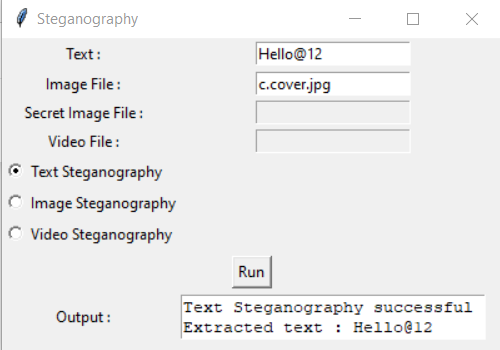 Steganography
Text : Hello@12
Image File : c.cover.jpg
Secret Image File :
Video File :
Text Steganography
Image Steganography
Video Steganography
Run
Output : Text Steganography successful
Extracted text : Hello@12